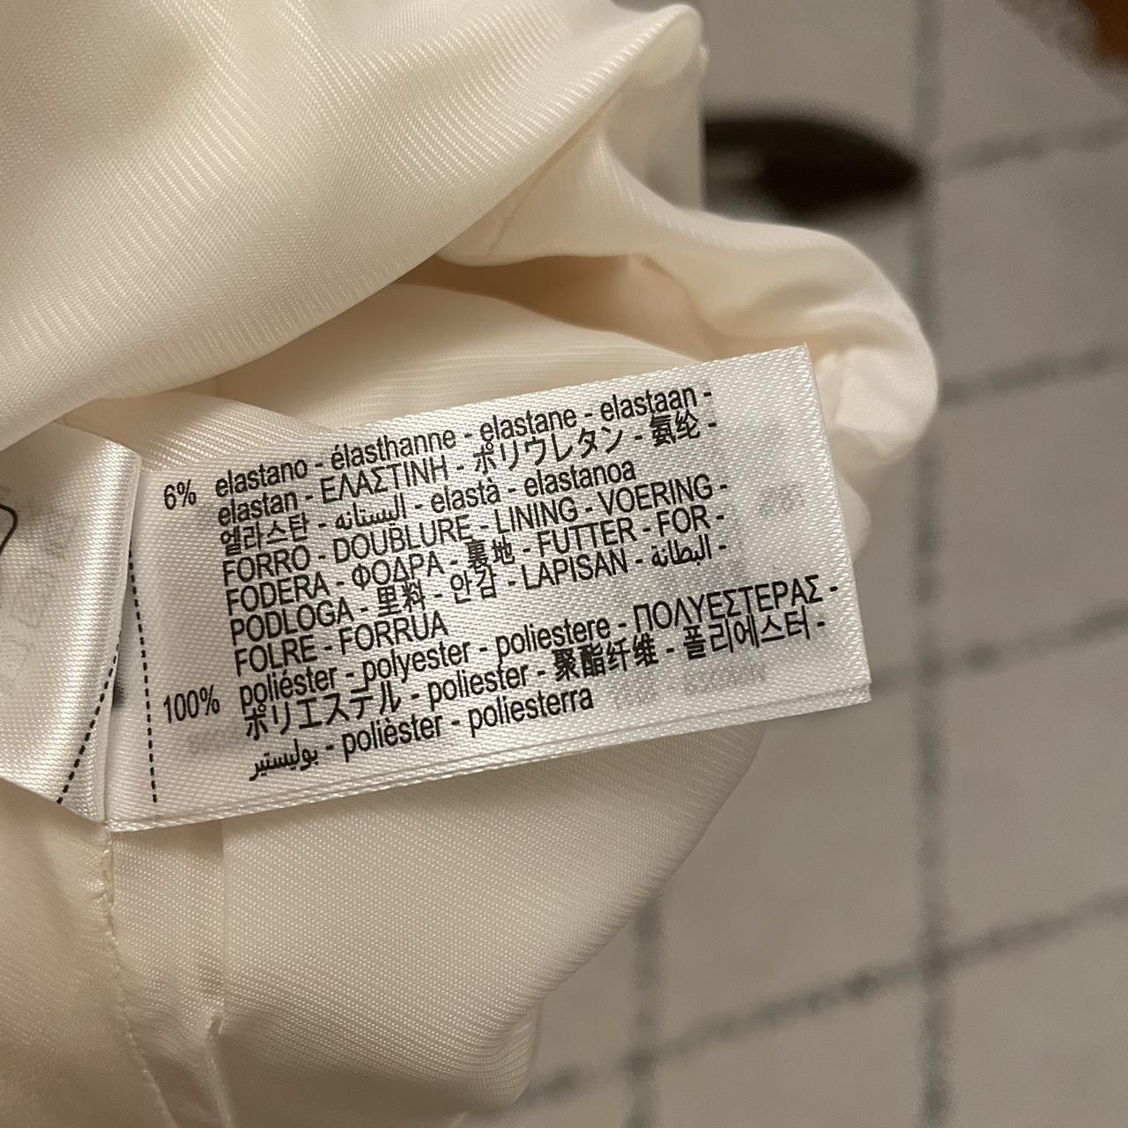 6% elastano - élasthanne - elastane - elastaan -
elastan - ΕΛΑΣΤΙΝΗ - ポリウレタン - 氨纶 -
엘라스탄 - البستانه - elastà - elastanoa
FORRO - DOUBLURE - LINING - VOERING -
FODERA - ΦΟΔΡΑ - 裏地 - FUTTER - FOR -
PODLOGA - 里料 - 안감 - LAPISAN - البطانة -
FOLRE - FORRUA
100% poliéster - polyester - poliestere - ΠΟΛΥΕΣΤΕΡΑΣ -
ポリエステル - poliester - 聚酯纤维 - 폴리에스터 -
بوليستير - polièster - poliesterra